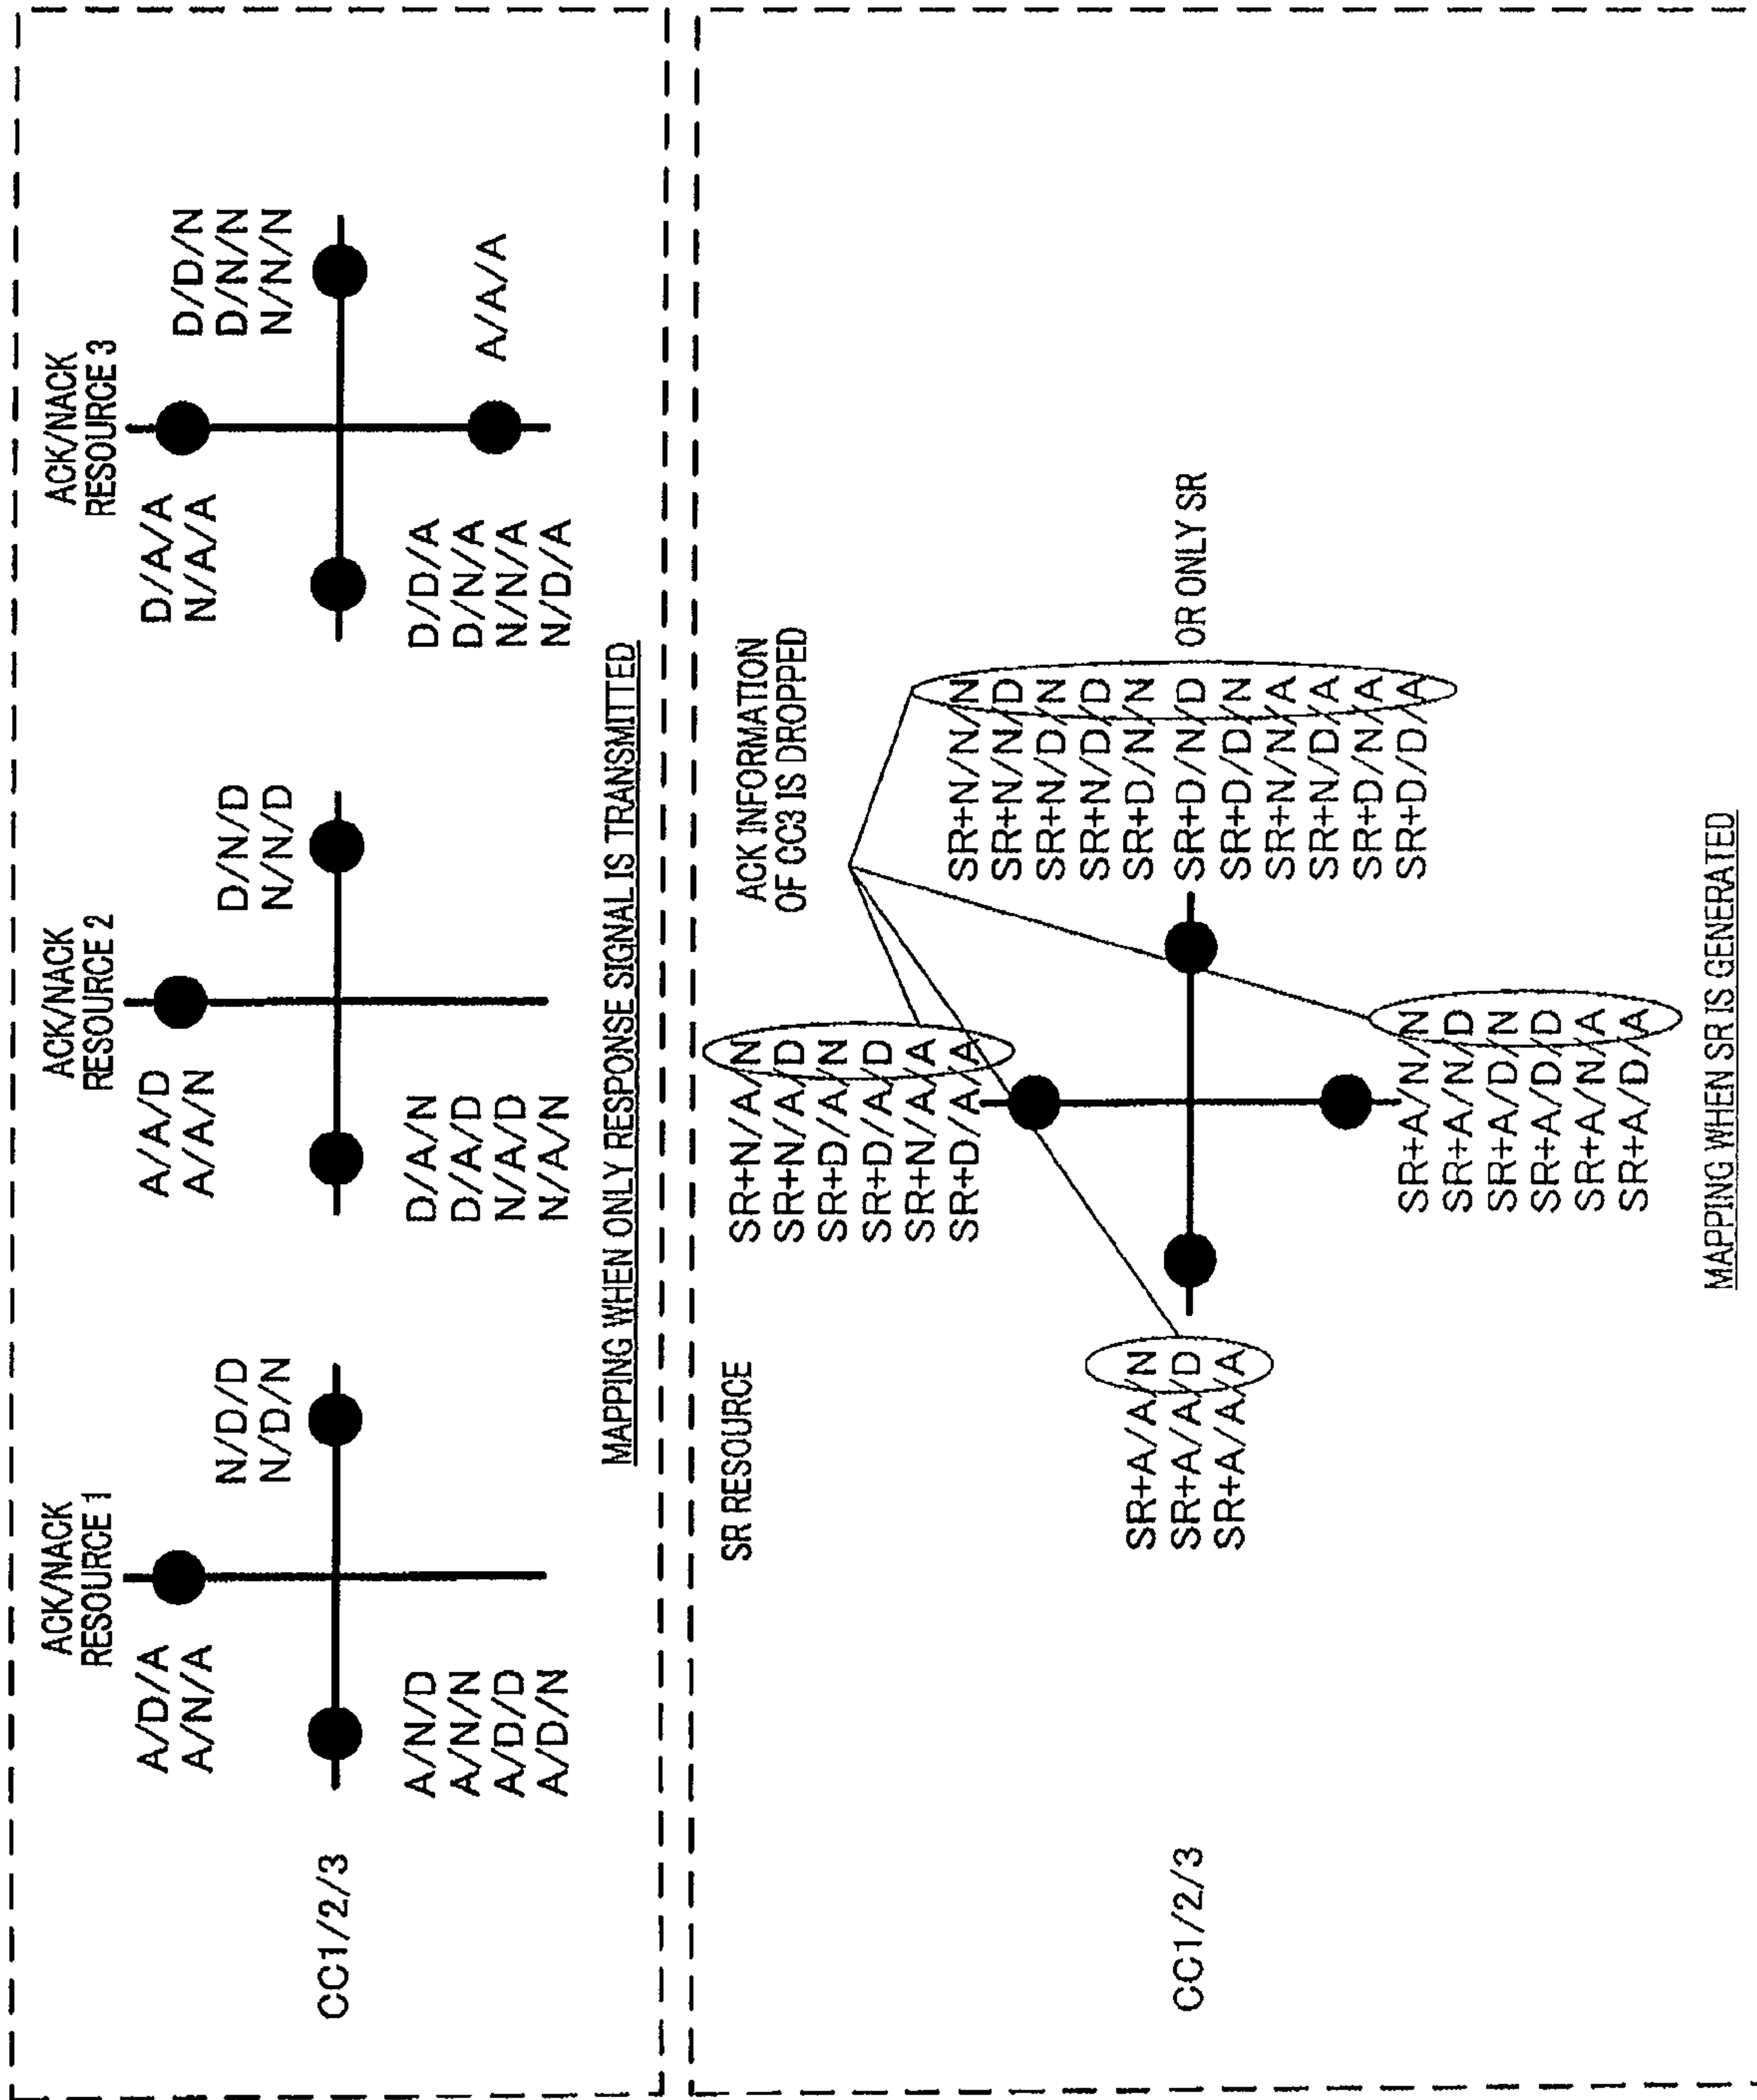 ACK/NACK
RESOURCE 1
A/D/A
A/N/A
N/D/D
N/D/N
CC1/2/3
A/N/D
A/N/N
A/D/D
A/D/N
ACK/NACK
RESOURCE 2
A/A/D
A/A/N
D/N/D
N/N/D
D/A/N
D/A/D
N/A/D
N/A/N
ACK/NACK
RESOURCE 3
D/A/A
N/A/A
D/D/N
D/N/N
N/N/N
D/D/A
D/N/A
N/N/A
N/D/A
A/A/A
MAPPING WHEN ONLY RESPONSE SIGNAL IS TRANSMITTED
SR RESOURCE
ACK INFORMATION
OF CC3 IS DROPPED
SR+N/A/N
SR+N/A/D
SR+D/A/N
SR+D/A/D
SR+N/A/A
SR+D/A/A
CC1/2/3
SR+A/A/N
SR+A/A/D
SR+A/A/A
SR+N/N/N
SR+N/N/D
SR+N/D/N
SR+N/D/D
SR+D/N/N
SR+D/N/D OR ONLY SR
SR+D/D/N
SR+N/N/A
SR+N/D/A
SR+D/N/A
SR+D/D/A
SR+A/N/N
SR+A/N/D
SR+A/D/N
SR+A/D/D
SR+A/N/A
SR+A/D/A
MAPPING WHEN SR IS GENERATED